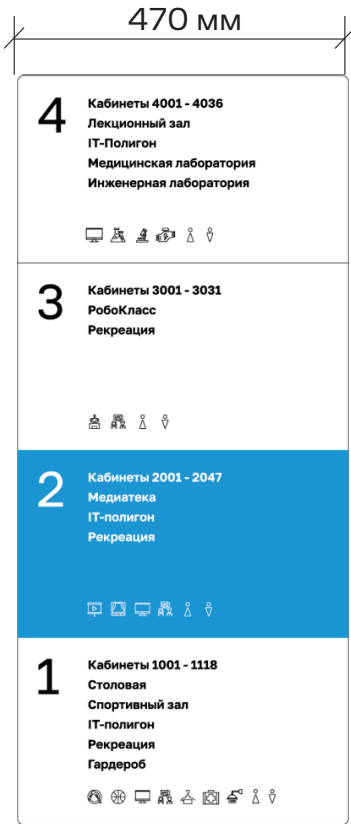 470 мм
4
Кабинеты 4001 - 4036
Лекционный зал
IT-Полигон
Медицинская лаборатория
Инженерная лаборатория
3
Кабинеты 3001 - 3031
РобоКласс
Рекреация
2
Кабинеты 2001 - 2047
Медиатека
IT-полигон
Рекреация
1
Кабинеты 1001 - 1118
Столовая
Спортивный зал
IT-полигон
Рекреация
Гардероб